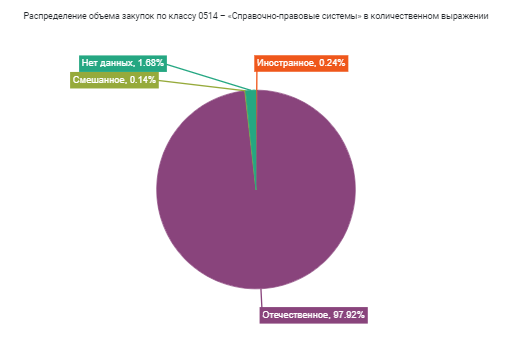 Распределение объема закупок по классу 0514 – «Справочно-правовые системы» в количественном выражении
Нет данных, 1.68%
Иностранное, 0.24%
Смешанное, 0.14%
Отечественное, 97.92%